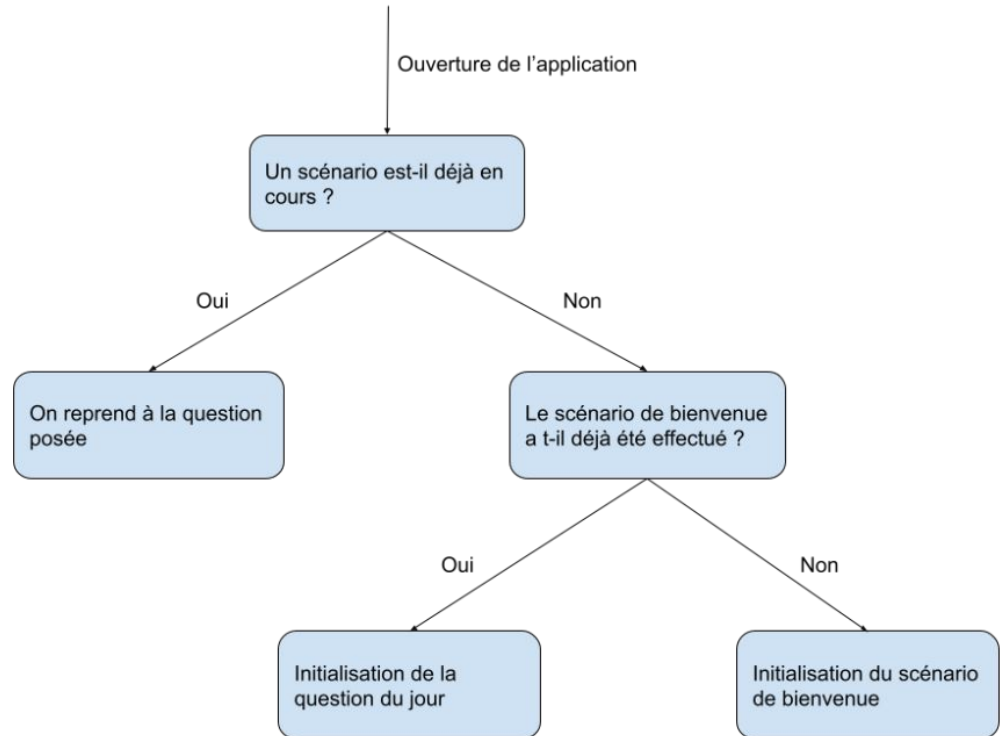 Ouverture de l'application
Un scénario est-il déjà en
cours ?
Oui
Non
On reprend à la question
posée
Le scénario de bienvenue
a t-il déjà été effectué ?
Oui
Non
Initialisation de la
question du jour
Initialisation du scénario
de bienvenue